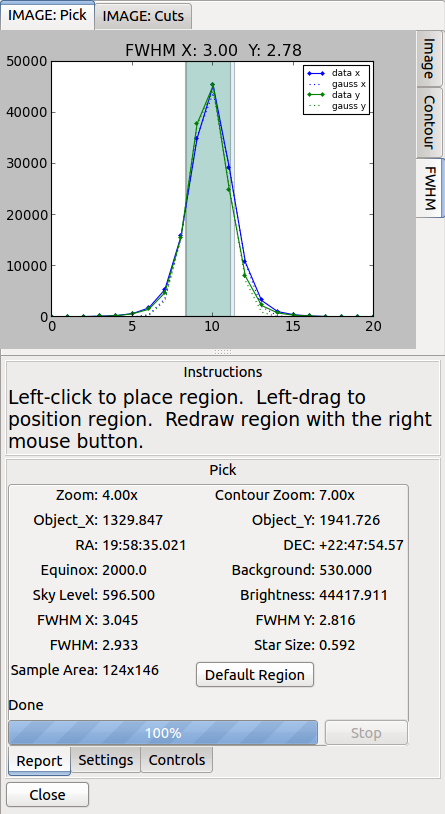 IMAGE: Pick IMAGE: Cuts
FWHM X: 3.00 Y: 2.78
50000
40000
30000
20000
10000
0
0 5 10 15 20
data x
gauss x
data y
gauss y
Image
Contour
FWHM
Instructions
Left-click to place region. Left-drag to
position region. Redraw region with the right
mouse button.
Pick
Zoom: 4.00x Contour Zoom: 7.00x
Object_X: 1329.847 Object_Y: 1941.726
RA: 19:58:35.021 DEC: +22:47:54.57
Equinox: 2000.0 Background: 530.000
Sky Level: 596.500 Brightness: 44417.911
FWHM X: 3.045 FWHM Y: 2.816
FWHM: 2.933 Star Size: 0.592
Sample Area: 124x146 Default Region
Done
100% Stop
Report Settings Controls
Close